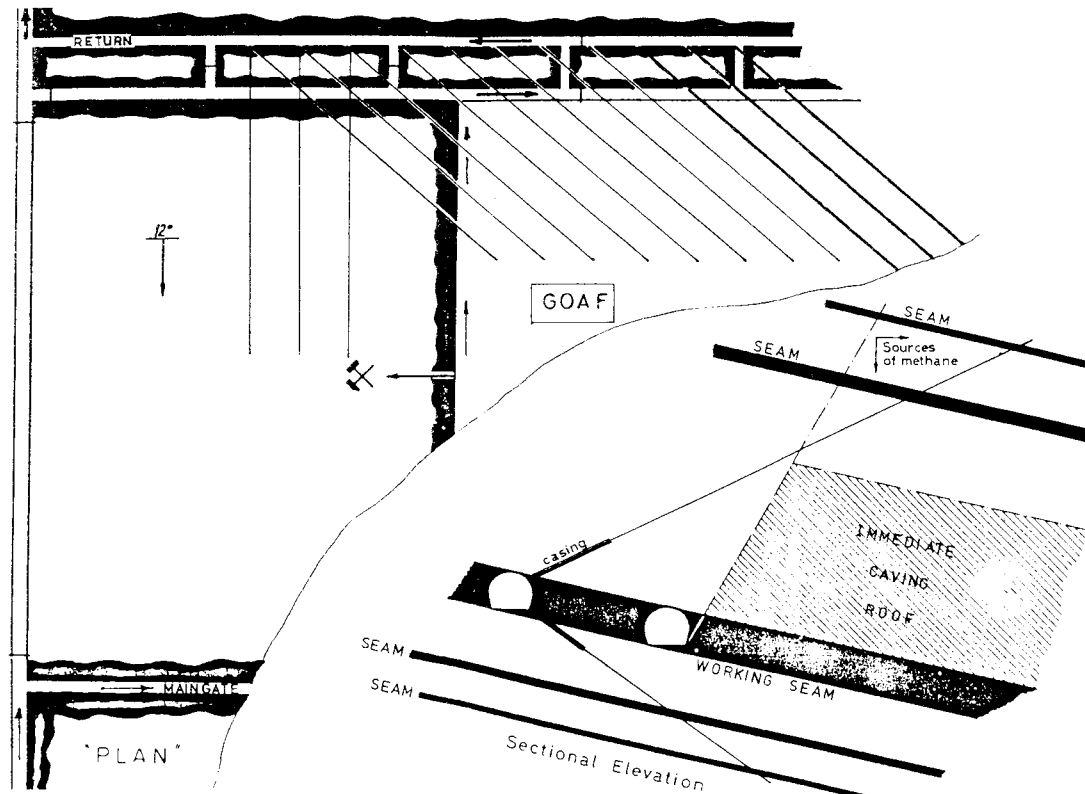 RETURN
12°
GOAF
SEAM
SEAM
Sources
of methane
casing
IMMEDIATE
CAVING
ROOF
WORKING SEAM
SEAM
SEAM
MAINGATE
"PLAN"
Sectional Elevation